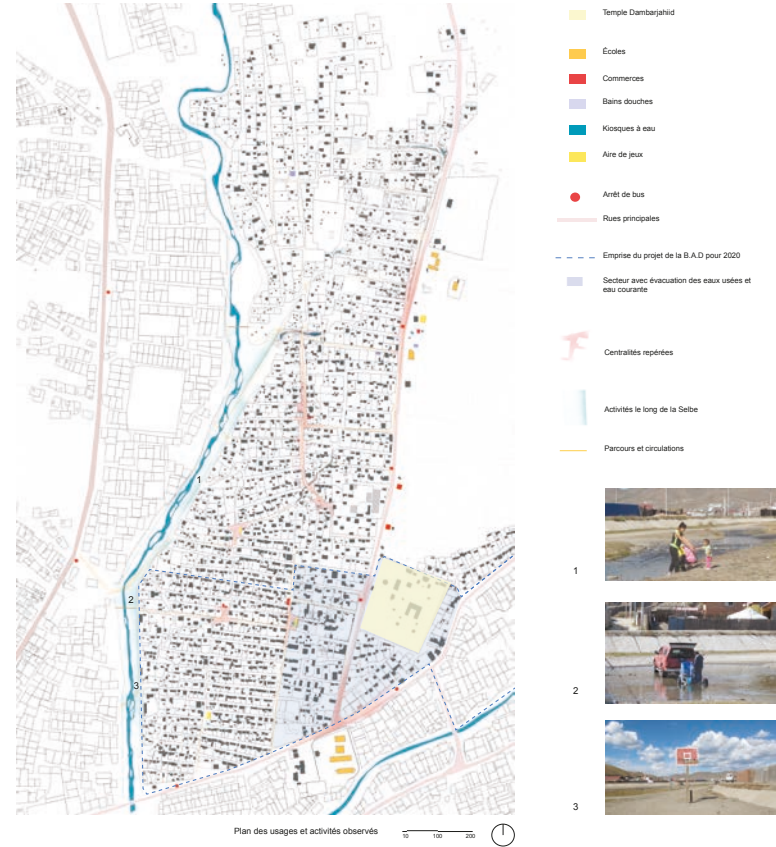 Temple Dambarjahiid
Écoles
Commerces
Bains douches
Kiosques à eau
Aire de jeux
Arrêt de bus
Rues principales
Emprise du projet de la B.A.D pour 2020
Secteur avec évacuation des eaux usées et
eau courante
Centralités repérées
Activités le long de la Selbe
Parcours et circulations
1
2
3
1
2
3
Plan des usages et activités observés
10 100 200